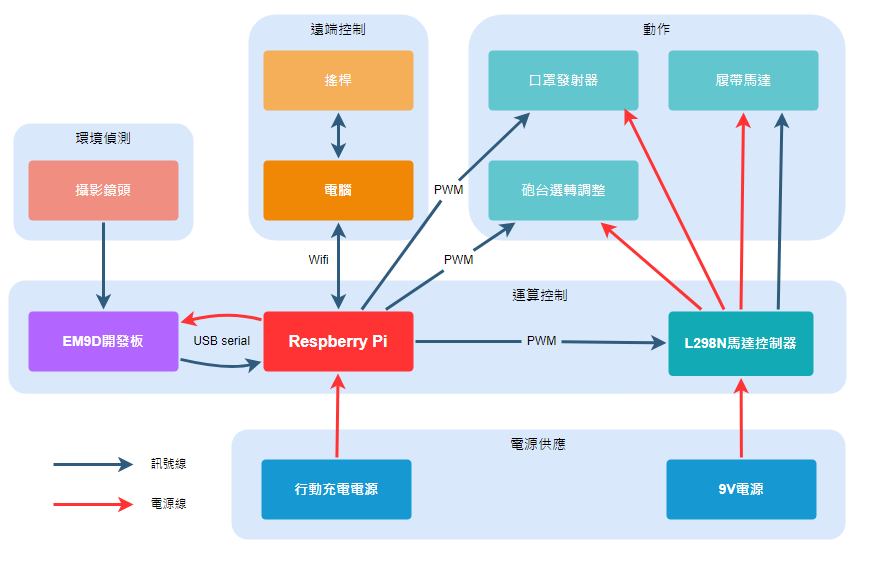 遠端控制
動作
搖桿
口罩發射器
履帶馬達
環境偵測
攝影鏡頭
電腦
砲台選轉調整
PWM
Wifi
PWM
運算控制
EM9D開發板
USB serial
Respberry Pi
PWM
L298N馬達控制器
電源供應
訊號線
行動充電電源
9V電源
電源線